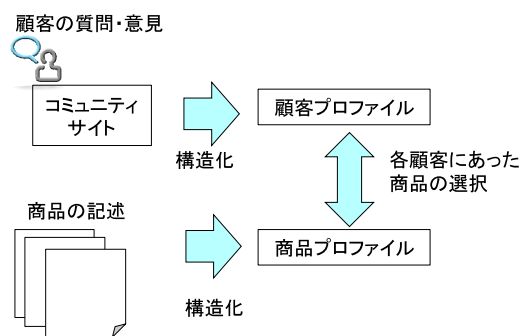 顧客の質問・意見
コミュニティ
サイト
構造化
顧客プロファイル
各顧客にあった
商品の選択
商品の記述
構造化
商品プロファイル